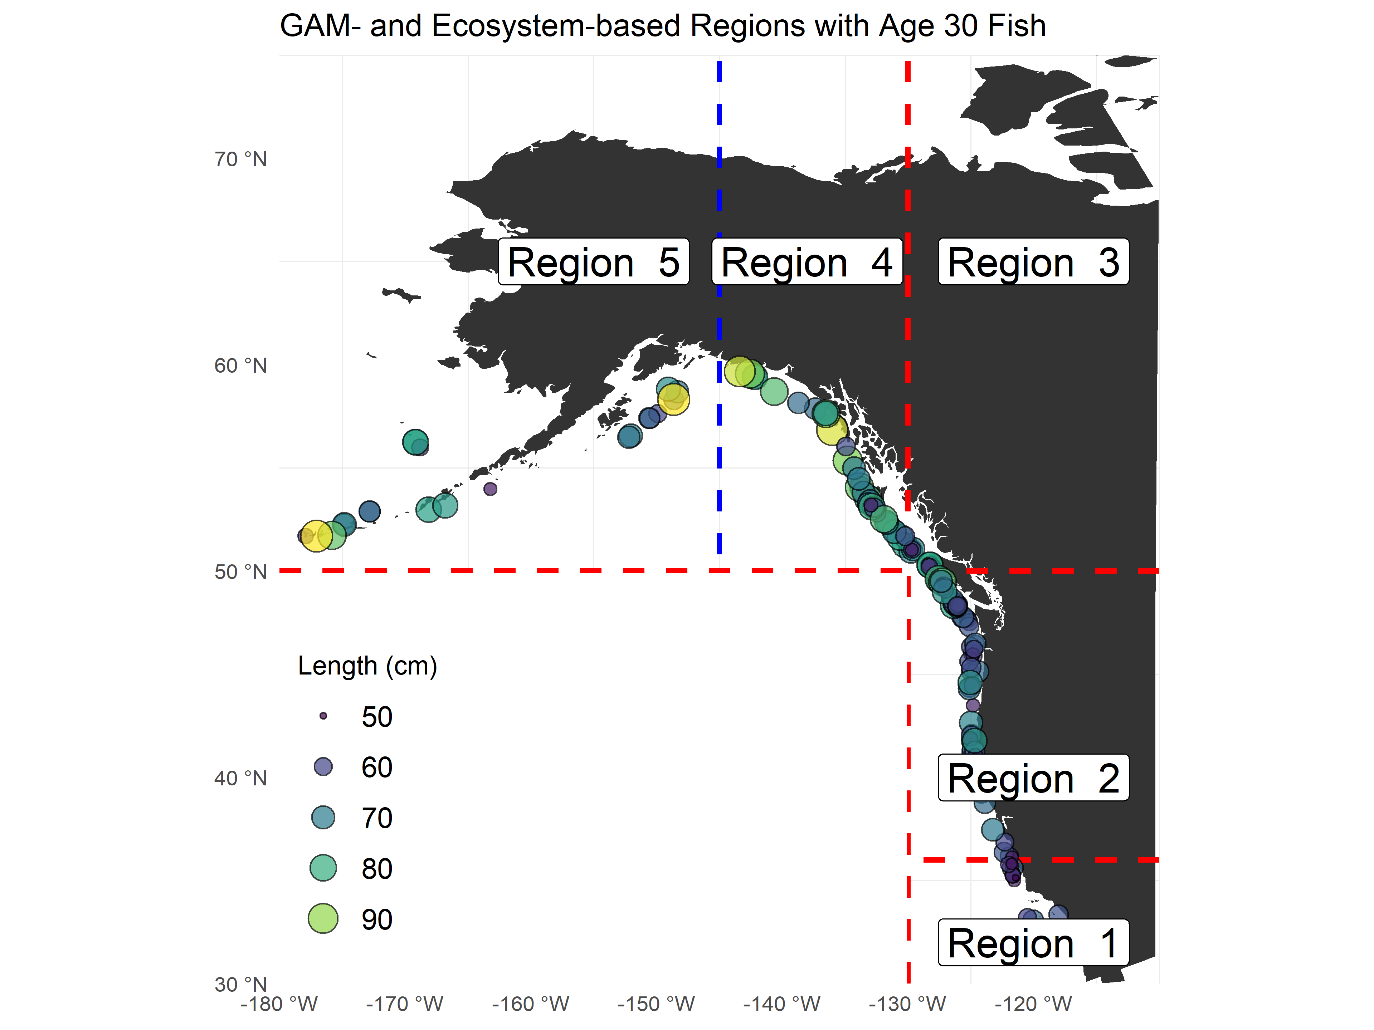 GAM- and Ecosystem-based Regions with Age 30 Fish
70 °N
Region 5
Region 4
Region 3
60 °N
50 °N
Length (cm)
50
60
40 °N
Region 2
70
80
90
Region 1
30 °N
-180 °W
-170 °W
-160 °W
-150 °W
-140 °W
-130 °W
-120 °W